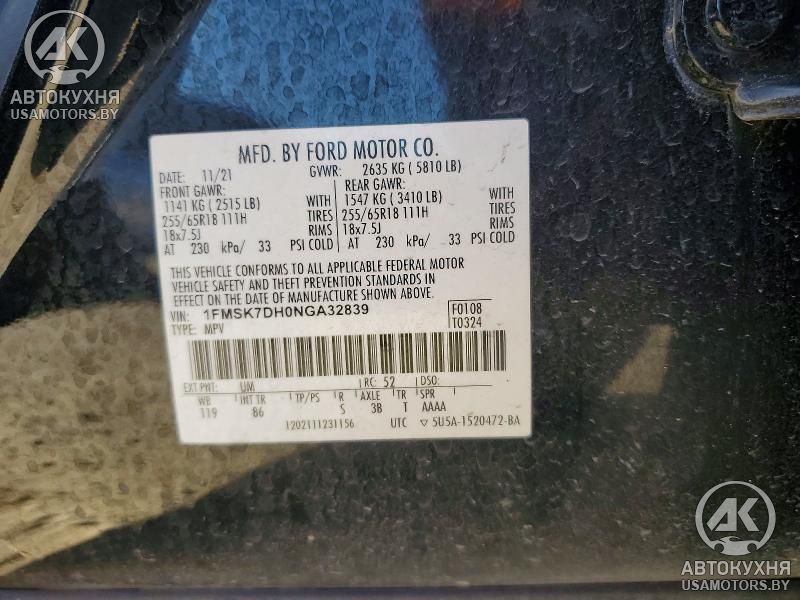 AK
АВТОКУХНЯ
USAMOTORS.BY
MFD. BY FORD MOTOR CO.
DATE: 11/21 GVWR: 2635 KG ( 5810 LB)
FRONT GAWR: REAR GAWR:
1141 KG ( 2515 LB) WITH 1547 KG ( 3410 LB) WITH
255/65R18 111H TIRES 255/65R18 111H TIRES
18x7.5J RIMS 18x7.5J RIMS
AT 230 kPa/ 33 PSI COLD AT 230 kPa/ 33 PSI COLD
THIS VEHICLE CONFORMS TO ALL APPLICABLE FEDERAL MOTOR
VEHICLE SAFETY AND THEFT PREVENTION STANDARDS IN
EFFECT ON THE DATE OF MANUFACTURE SHOWN ABOVE.
VIN: 1FMSK7DH0NGA32839 F0108
TYPE: MPV T0324
EXT PNT: UM RC: 52 DSO:
WB INT TR TP/PS R AXLE TR SPR
119 86 S 3B T AAAA
1202111231156 UTC ▽ 5U5A-1520472-BA
AK
АВТОКУХНЯ
USAMOTORS.BY